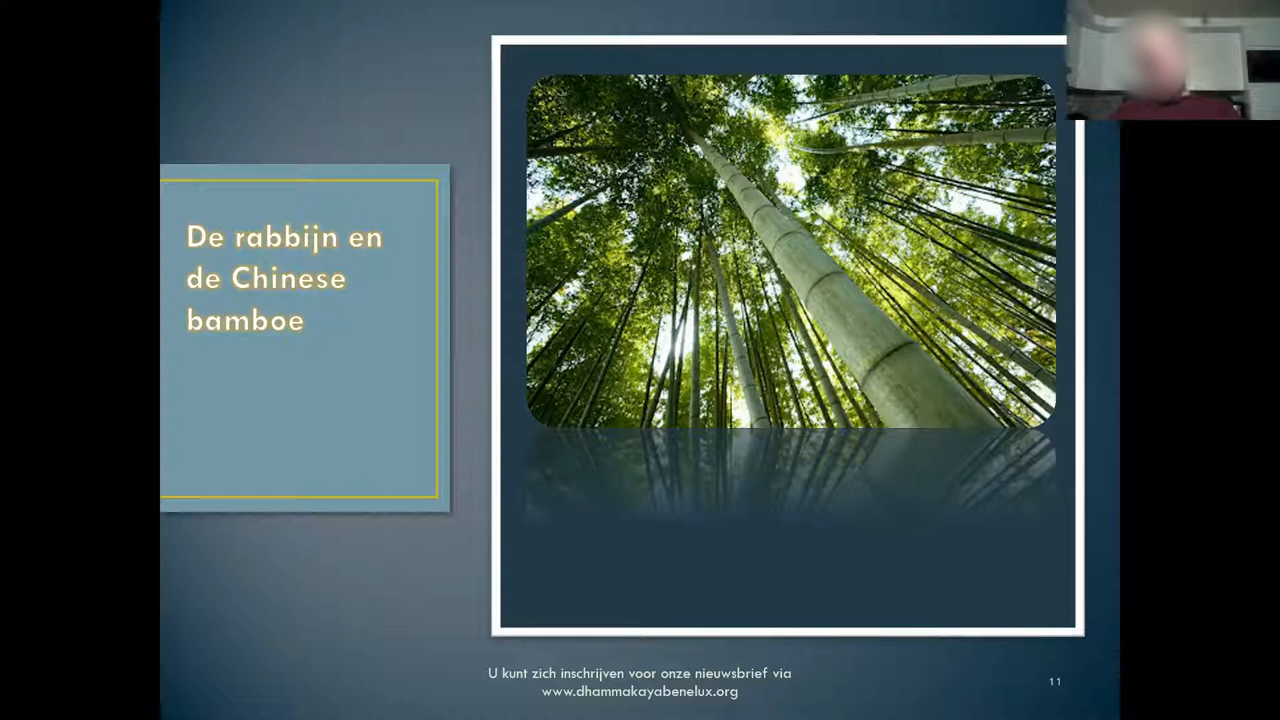 De rabbijn en
de Chinese
bamboe
U kunt zich inschrijven voor onze nieuwsbrief via
www.dhammakayabenelux.org
11